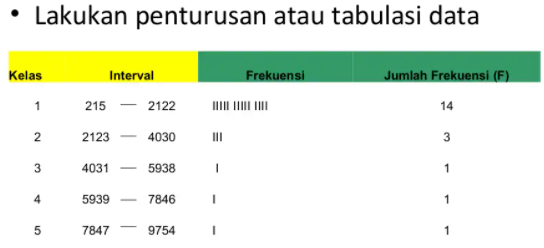 • Lakukan penturusan atau tabulasi data
Kelas Interval Frekuensi Jumlah Frekuensi (F)
1 215 — 2122 IIIII IIIII IIII 14
2 2123 — 4030 III 3
3 4031 — 5938 I 1
4 5939 — 7846 I 1
5 7847 — 9754 I 1